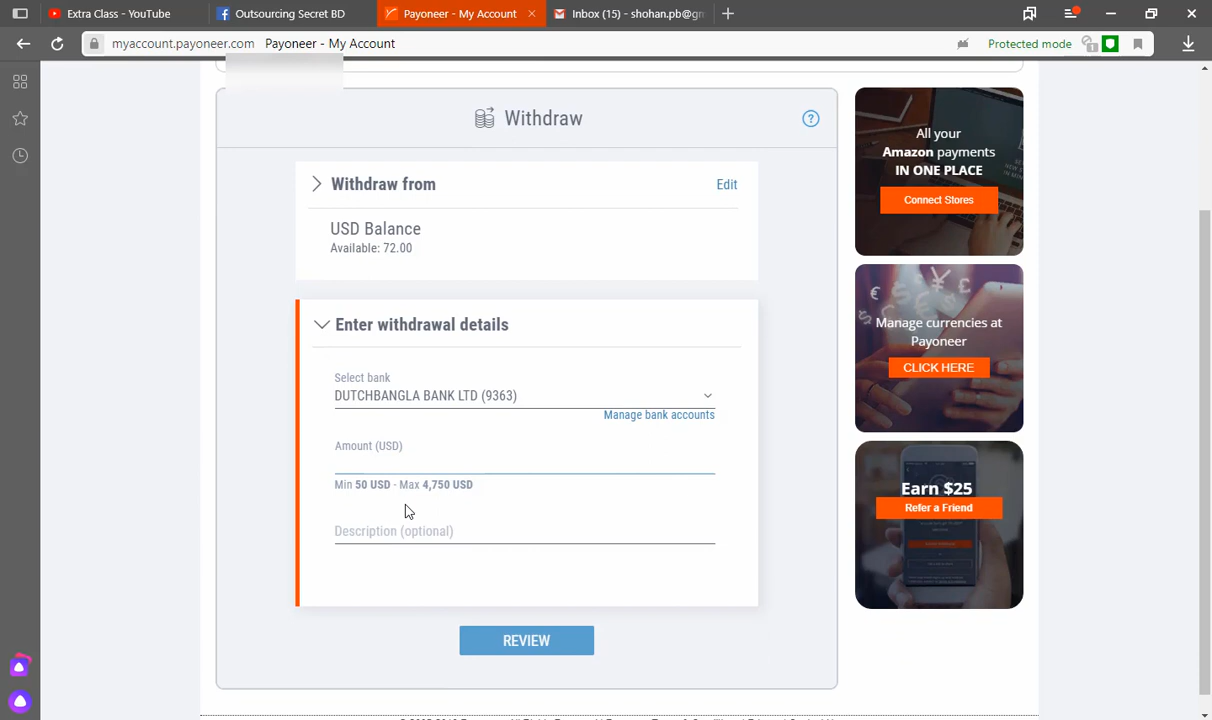 Extra Class - YouTube
Outsourcing Secret BD
Payoneer - My Account
Inbox (15) - shohan.pb@gm
myaccount.payoneer.com Payoneer - My Account
Protected mode
Withdraw
Withdraw from
Edit
USD Balance
Available: 72.00
Enter withdrawal details
Select bank
DUTCHBANGLA BANK LTD (9363)
Manage bank accounts
Amount (USD)
Min 50 USD - Max 4,750 USD
Description (optional)
REVIEW
All your
Amazon payments
IN ONE PLACE
Connect Stores
Manage currencies at
Payoneer
CLICK HERE
Earn $25
Refer a Friend